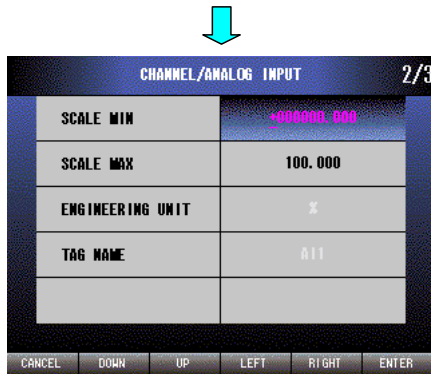 CHANNEL/ANALOG INPUT 2/3
SCALE MIN +000000.000
SCALE MAX 100.000
ENGINEERING UNIT %
TAG NAME AI1
CANCEL DOWN UP LEFT RIGHT ENTER